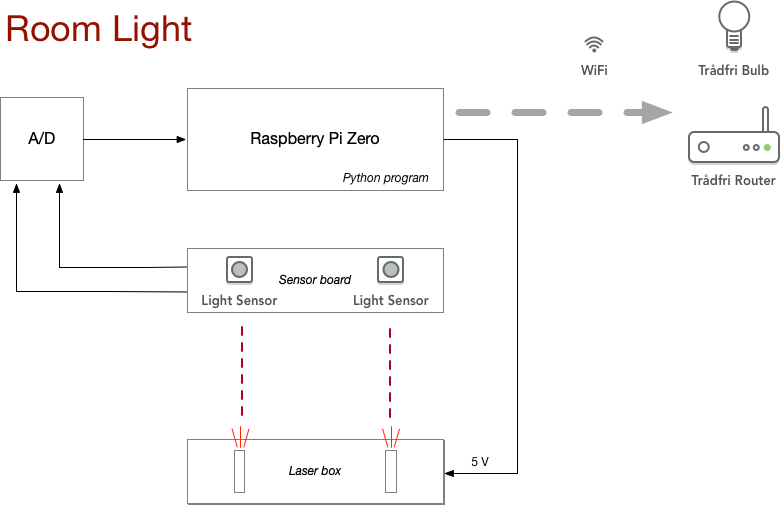 Room Light
WiFi
Trådfri Bulb
A/D
Raspberry Pi Zero
Python program
Trådfri Router
Sensor board
Light Sensor
Light Sensor
5 V
Laser box